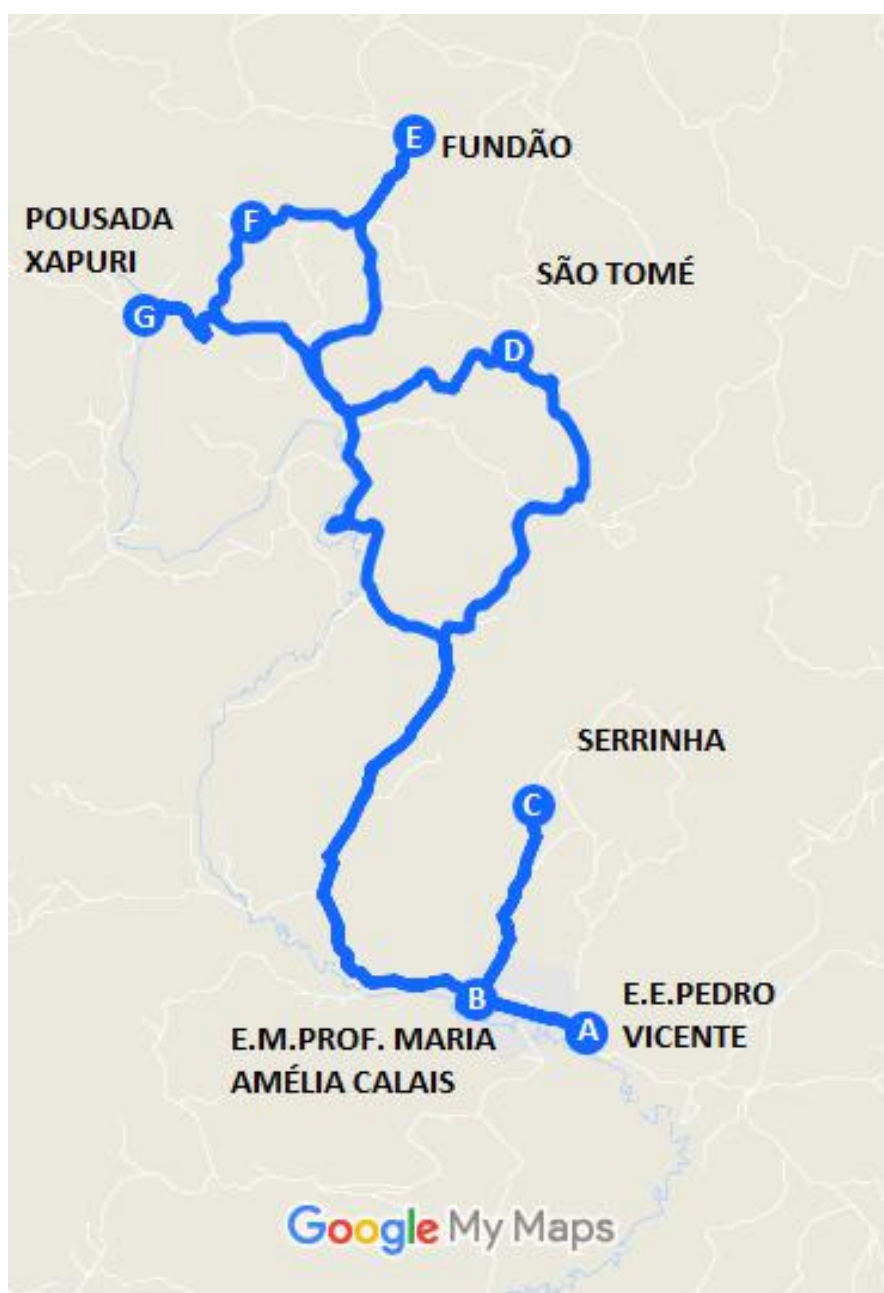 E
FUNDÃO
POUSADA
XAPURI
F
SÃO TOMÉ
G
D
SERRINHA
C
B
E.E.PEDRO
VICENTE
A
E.M.PROF. MARIA
AMÉLIA CALAIS
Google My Maps